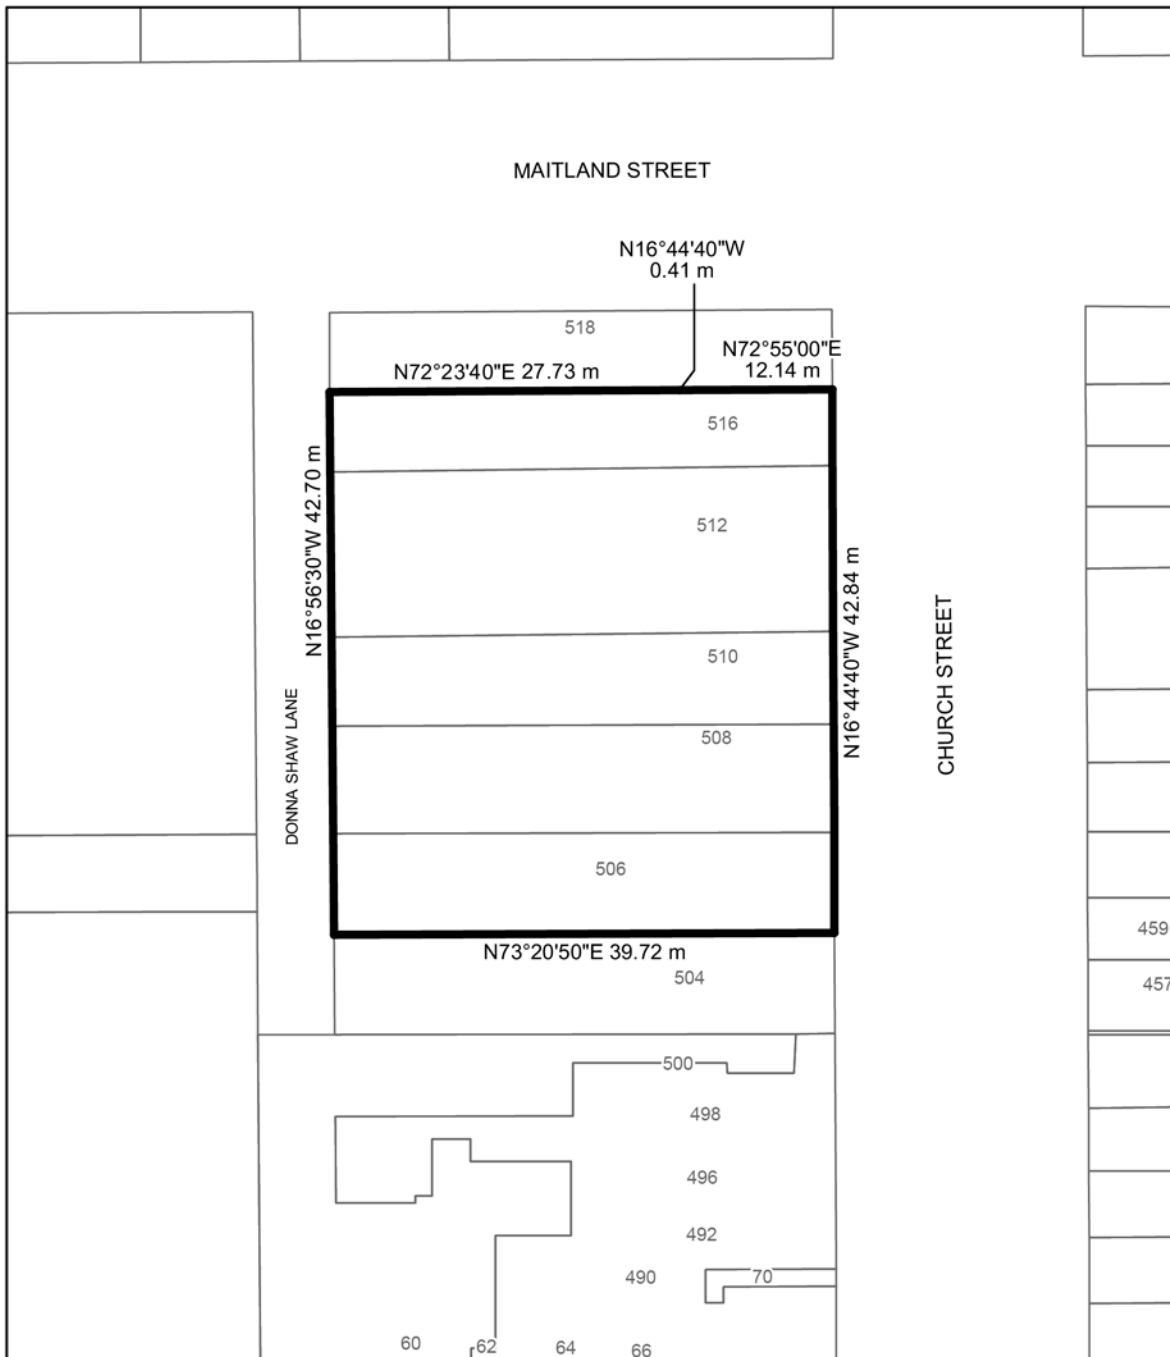 MAITLAND STREET
N16°44'40"W
0.41 m
518
N72°55'00"E
12.14 m
N72°23'40"E 27.73 m
516
N16°56'30"W 42.70 m
512
N16°44'40"W 42.84 m
510
CHURCH STREET
DONNA SHAW LANE
508
506
459
N73°20'50"E 39.72 m
504
457
500
498
496
492
490
70
60
62
64
66